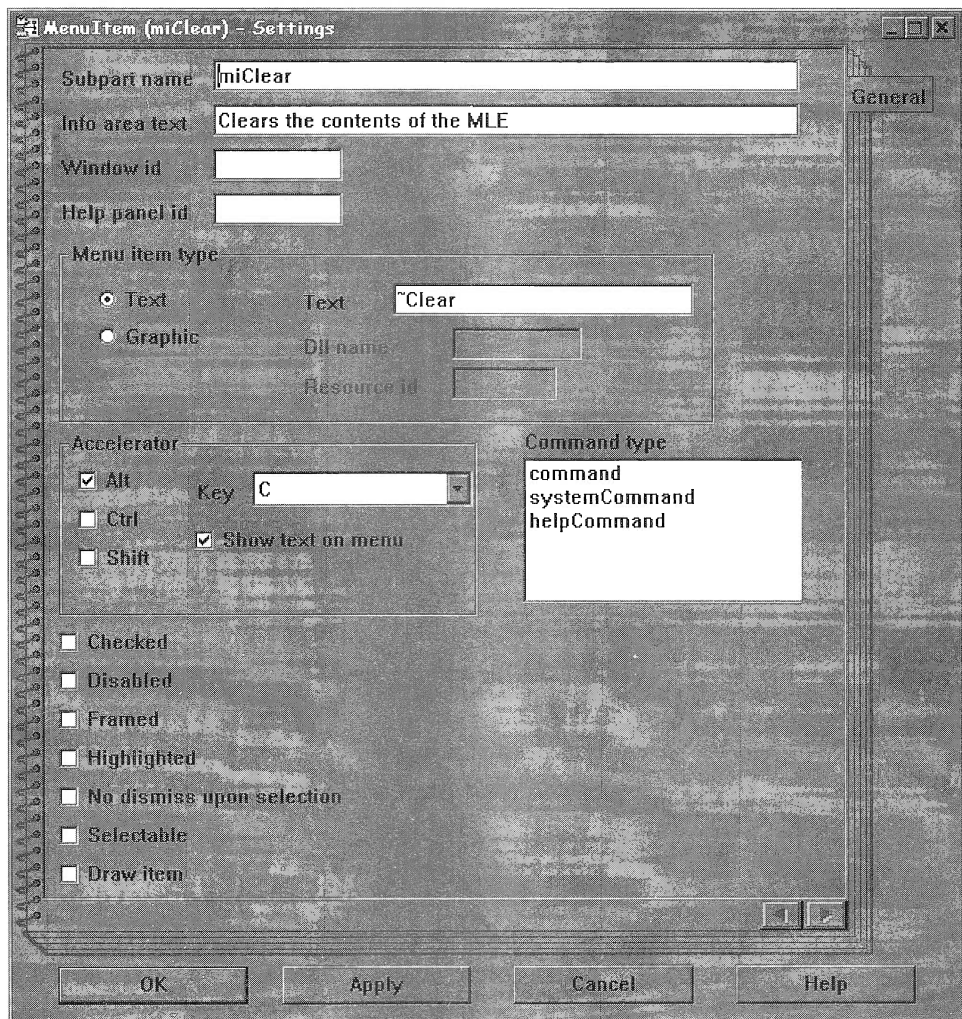 MenuItem (miClear) - Settings
Subpart name miClear
General
Info area text Clears the contents of the MLE
Window id
Help panel id
Menu item type
Text Text ~Clear
Graphic Dll name
Resource id
Accelerator Command type
Alt Key C command
systemCommand
Ctrl helpCommand
Show text on menu
Shift
Checked
Disabled
Framed
Highlighted
No dismiss upon selection
Selectable
Draw item
OK Apply Cancel Help